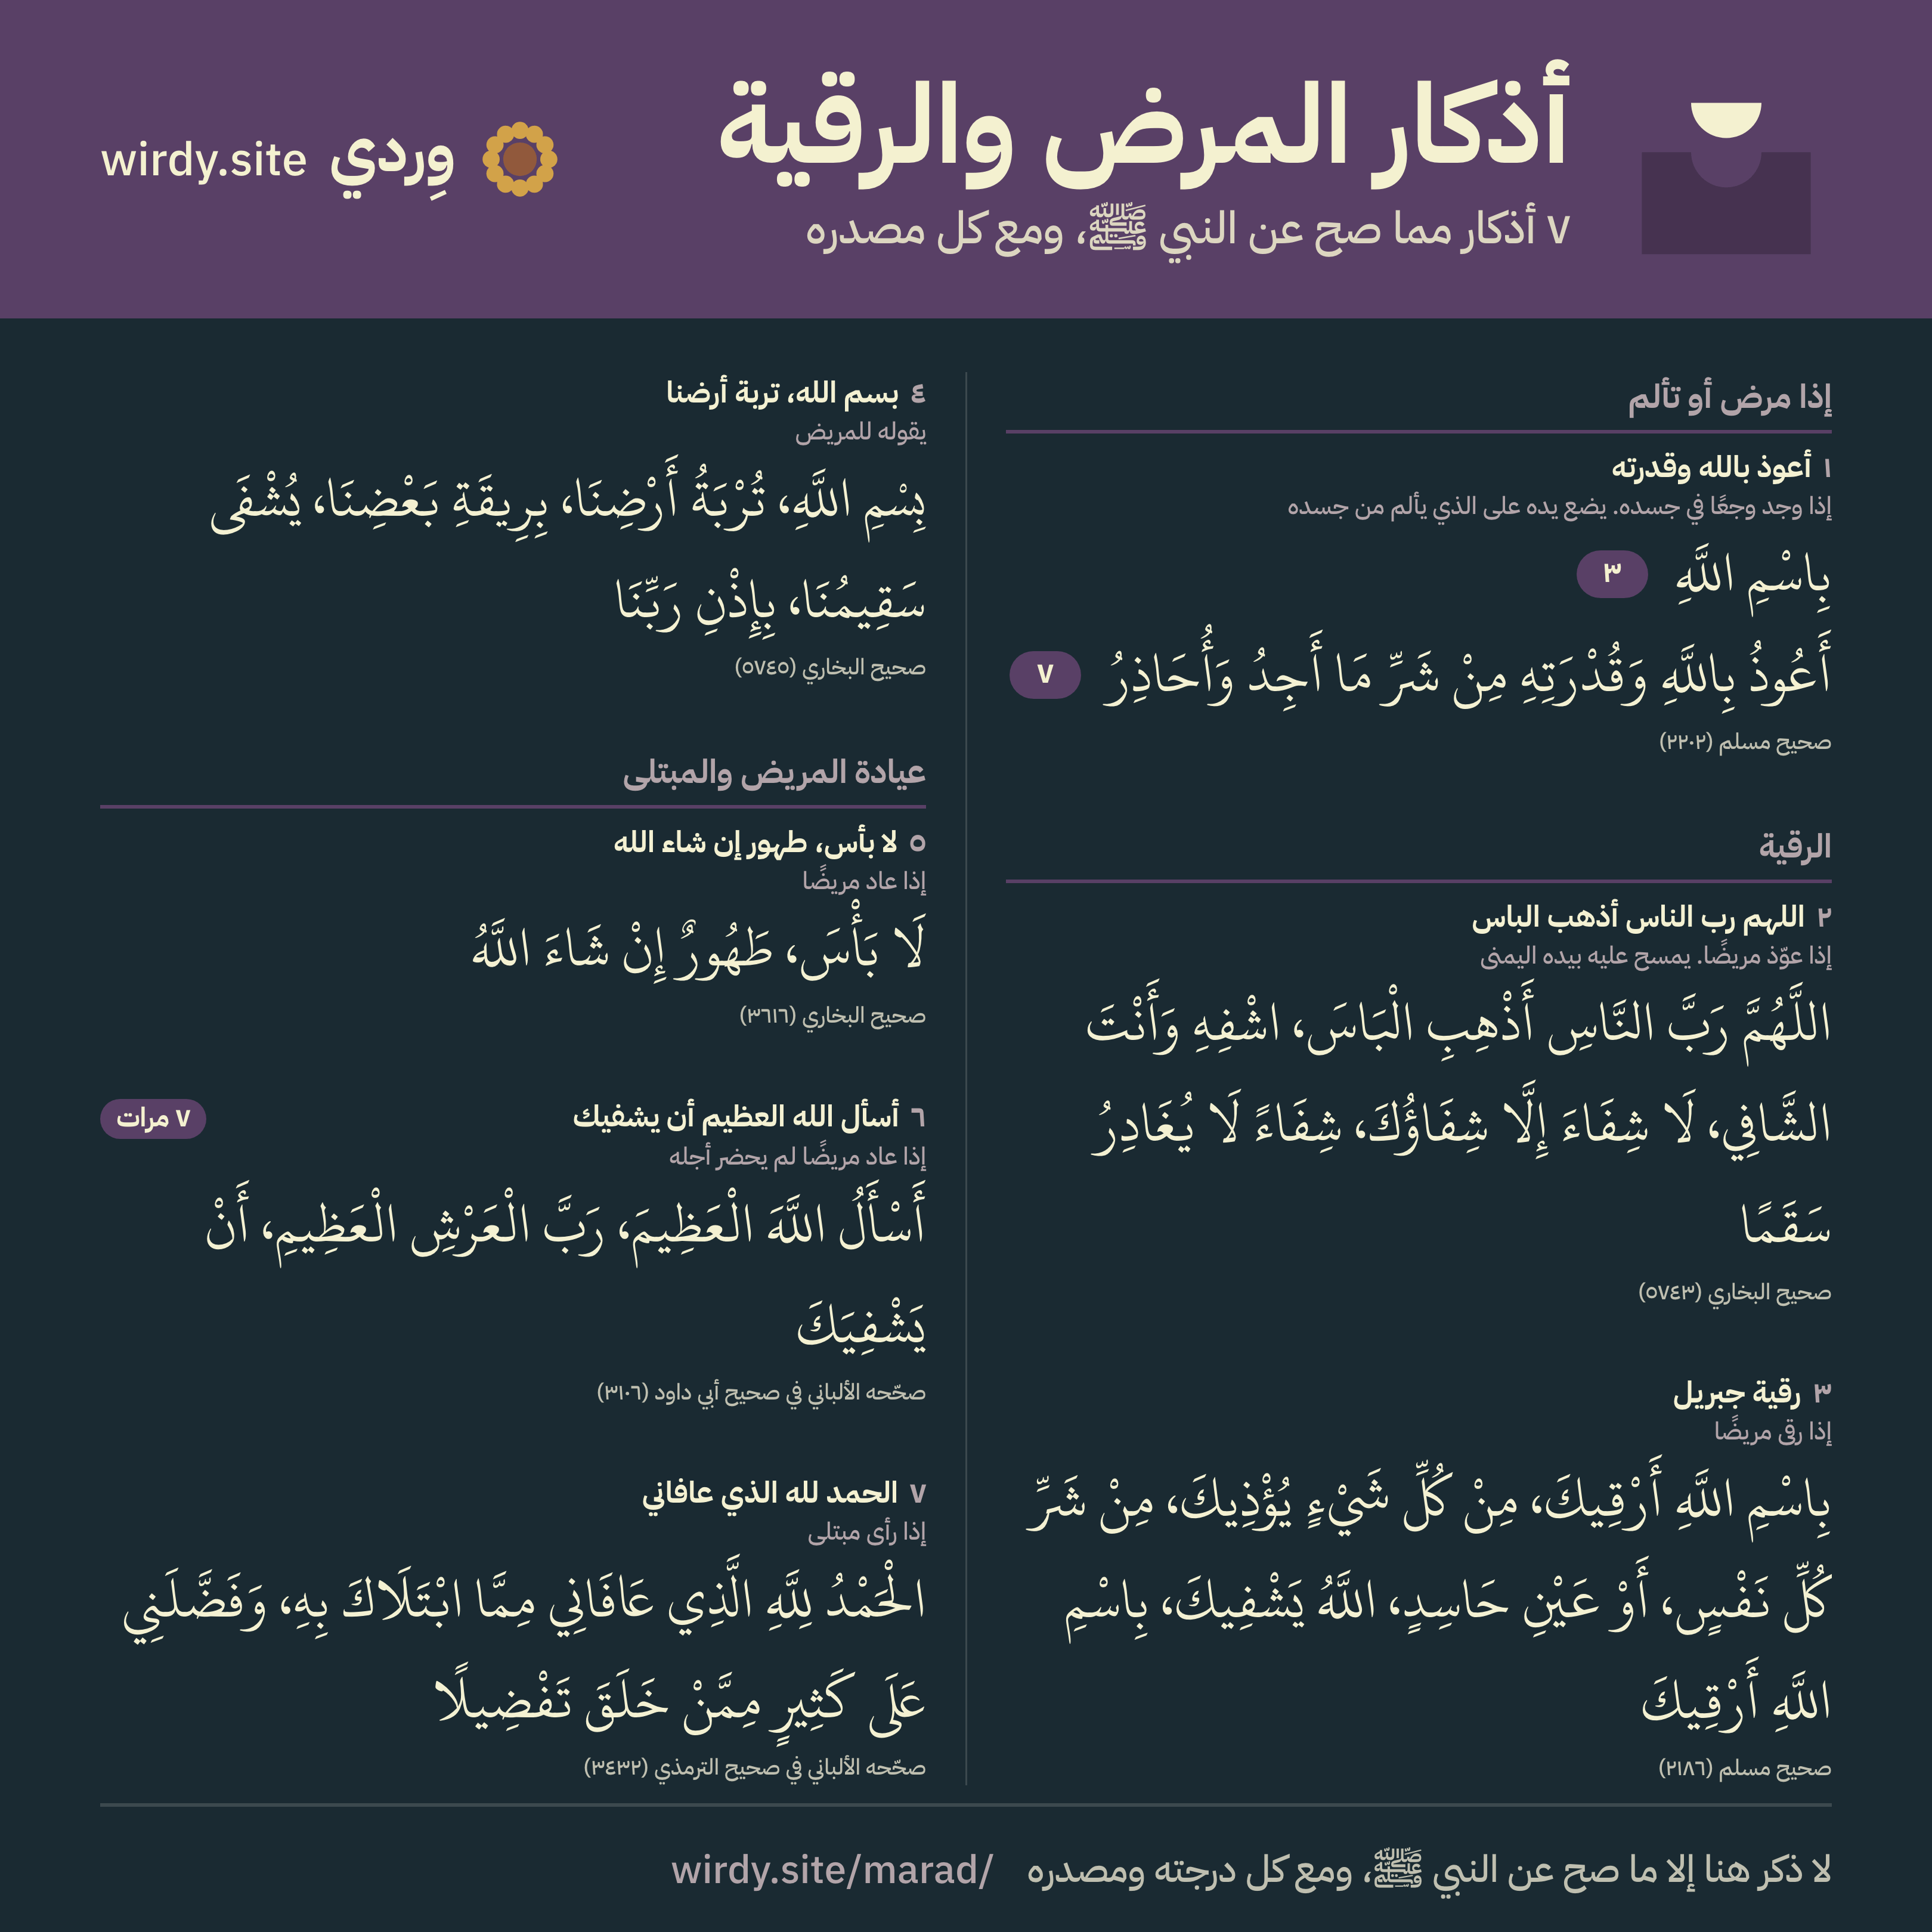 أذكار المرض والرقية
٧ أذكار مما صح عن النبي ﷺ، ومع كل مصدره
وِردي wirdy.site
إذا مرض أو تألم
١ أعوذ بالله وقدرته
إذا وجد وجعًا في جسده. يضع يده على الذي يألم من جسده
بِاسْمِ اللَّهِ ٣
أَعُوذُ بِاللَّهِ وَقُدْرَتِهِ مِنْ شَرِّ مَا أَجِدُ وَأُحَاذِرُ ٧
صحيح مسلم (٢٢٠٢)
الرقية
٢ اللهم رب الناس أذهب الباس
إذا عوّذ مريضًا. يمسح عليه بيده اليمنى
اللَّهُمَّ رَبَّ النَّاسِ أَذْهِبِ الْبَاسَ، اشْفِهِ وَأَنْتَ
الشَّافِي، لَا شِفَاءَ إِلَّا شِفَاؤُكَ، شِفَاءً لَا يُغَادِرُ
سَقَمًا
صحيح البخاري (٥٧٤٣)
٣ رقية جبريل
إذا رقى مريضًا
بِاسْمِ اللَّهِ أَرْقِيكَ، مِنْ كُلِّ شَيْءٍ يُؤْذِيكَ، مِنْ شَرِّ
كُلِّ نَفْسٍ، أَوْ عَيْنِ حَاسِدٍ، اللَّهُ يَشْفِيكَ، بِاسْمِ
اللَّهِ أَرْقِيكَ
صحيح مسلم (٢١٨٦)
٤ بسم الله، تربة أرضنا
يقوله للمريض
بِسْمِ اللَّهِ، تُرْبَةُ أَرْضِنَا، بِرِيقَةِ بَعْضِنَا، يُشْفَى
سَقِيمُنَا، بِإِذْنِ رَبِّنَا
صحيح البخاري (٥٧٤٥)
عيادة المريض والمبتلى
٥ لا بأس، طهور إن شاء الله
إذا عاد مريضًا
لَا بَأْسَ، طَهُورٌ إِنْ شَاءَ اللَّهُ
صحيح البخاري (٣٦١٦)
٦ أسأل الله العظيم أن يشفيك ٧ مرات
إذا عاد مريضًا لم يحضر أجله
أَسْأَلُ اللَّهَ الْعَظِيمَ، رَبَّ الْعَرْشِ الْعَظِيمِ، أَنْ
يَشْفِيَكَ
صحّحه الألباني في صحيح أبي داود (٣١٠٦)
٧ الحمد لله الذي عافاني
إذا رأى مبتلى
الْحَمْدُ لِلَّهِ الَّذِي عَافَانِي مِمَّا ابْتَلَاكَ بِهِ، وَفَضَّلَنِي
عَلَى كَثِيرٍ مِمَّنْ خَلَقَ تَفْضِيلًا
صحّحه الألباني في صحيح الترمذي (٣٤٣٢)
لا ذكر هنا إلا ما صح عن النبي ﷺ، ومع كل درجته ومصدره wirdy.site/marad/